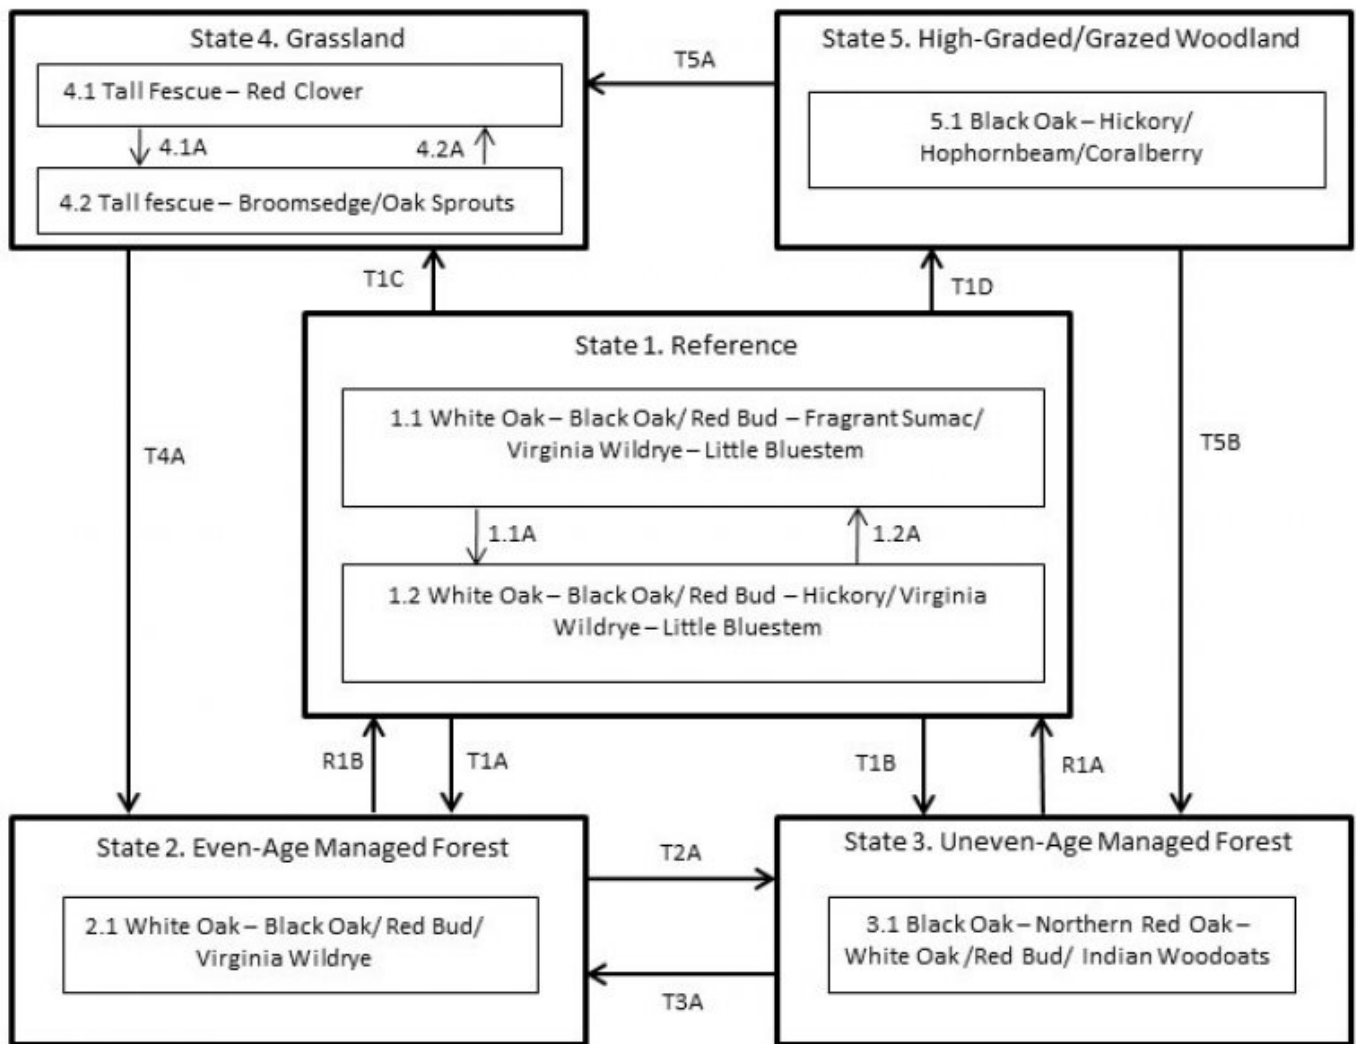 State 4. Grassland
4.1 Tall Fescue – Red Clover
4.1A
4.2A
4.2 Tall fescue – Broomsedge/Oak Sprouts
T5A
State 5. High-Graded/Grazed Woodland
5.1 Black Oak – Hickory/
Hophornbeam/Coralberry
T1C
T1D
State 1. Reference
1.1 White Oak – Black Oak/ Red Bud – Fragrant Sumac/
Virginia Wildrye – Little Bluestem
1.1A
1.2A
1.2 White Oak – Black Oak/ Red Bud – Hickory/ Virginia
Wildrye – Little Bluestem
T4A
T5B
R1B
T1A
T1B
R1A
State 2. Even-Age Managed Forest
2.1 White Oak – Black Oak/ Red Bud/
Virginia Wildrye
T2A
T3A
State 3. Uneven-Age Managed Forest
3.1 Black Oak – Northern Red Oak –
White Oak /Red Bud/ Indian Woodoats